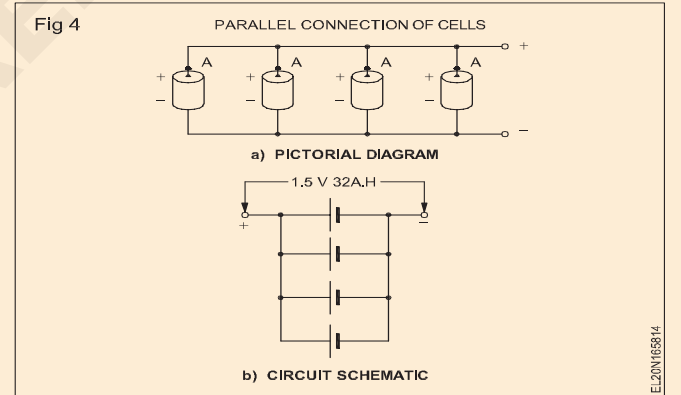 Fig 4
PARALLEL CONNECTION OF CELLS
+
A A A A
+ + + +
− − − −
−
a) PICTORIAL DIAGRAM
1.5 V 32A.H
+ −
b) CIRCUIT SCHEMATIC
EL20N165814